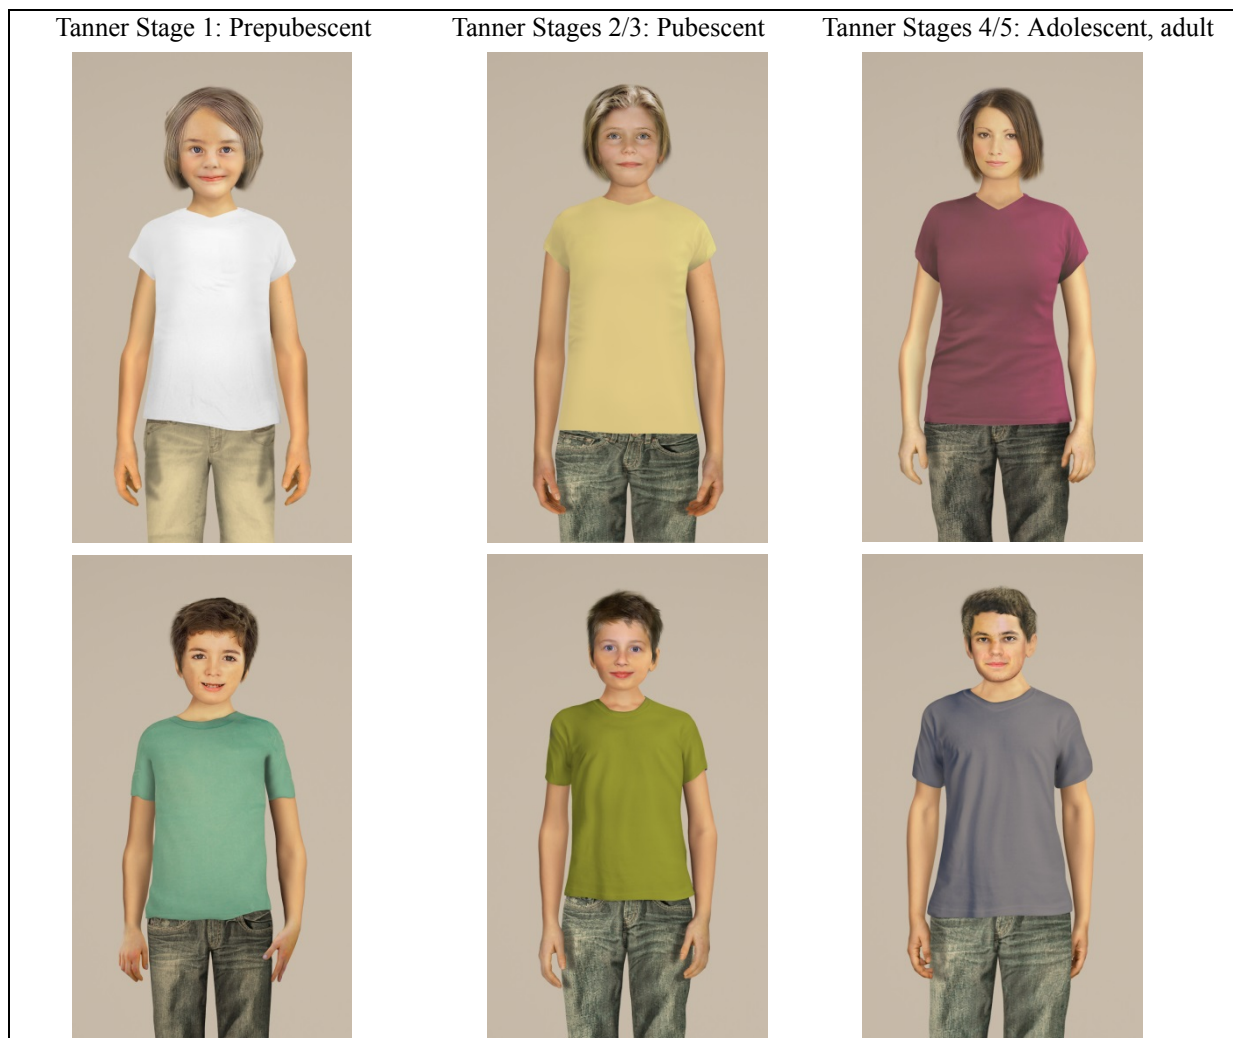 Tanner Stage 1: Prepubescent
Tanner Stages 2/3: Pubescent
Tanner Stages 4/5: Adolescent, adult